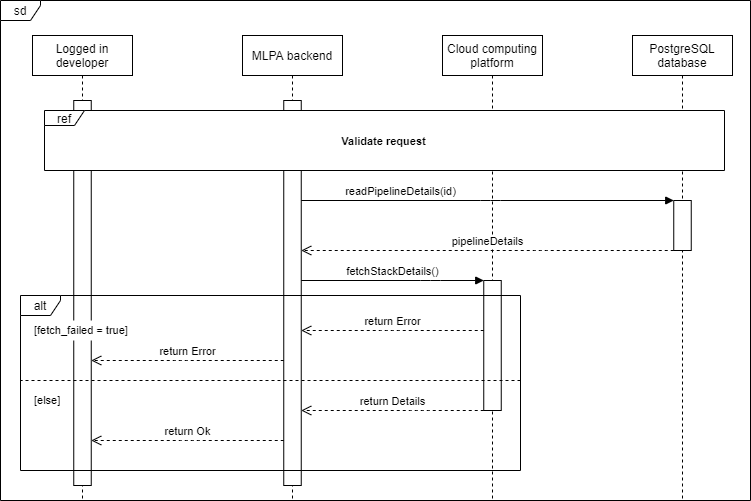 sd
Logged in
developer
MLPA backend
Cloud computing
platform
PostgreSQL
database
ref
Validate request
readPipelineDetails(id)
pipelineDetails
fetchStackDetails()
alt
[fetch_failed = true]
return Error
return Error
[else]
return Details
return Ok